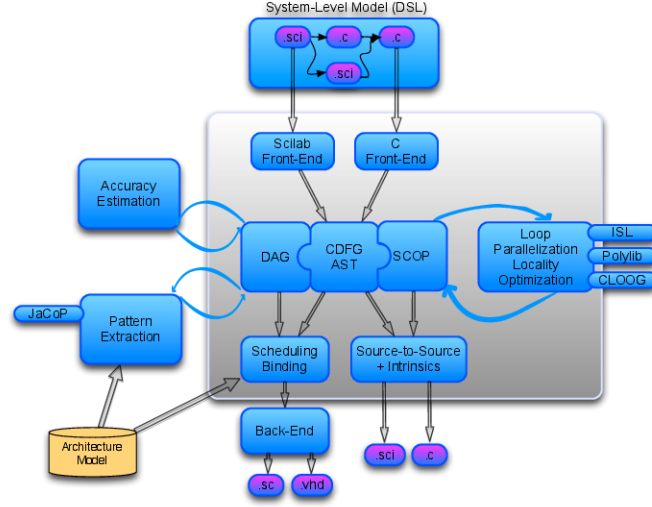 System-Level Model (DSL)
.sci
.c
.c
.sci
Scilab
Front-End
C
Front-End
Accuracy
Estimation
DAG
CDFG
AST
SCOP
Loop
Parallelization
Locality
Optimization
ISL
Polylib
CLOOG
JaCoP
Pattern
Extraction
Scheduling
Binding
Source-to-Source
+ Intrinsics
Architecture
Model
Back-End
.sci
.c
.sc
.vhd